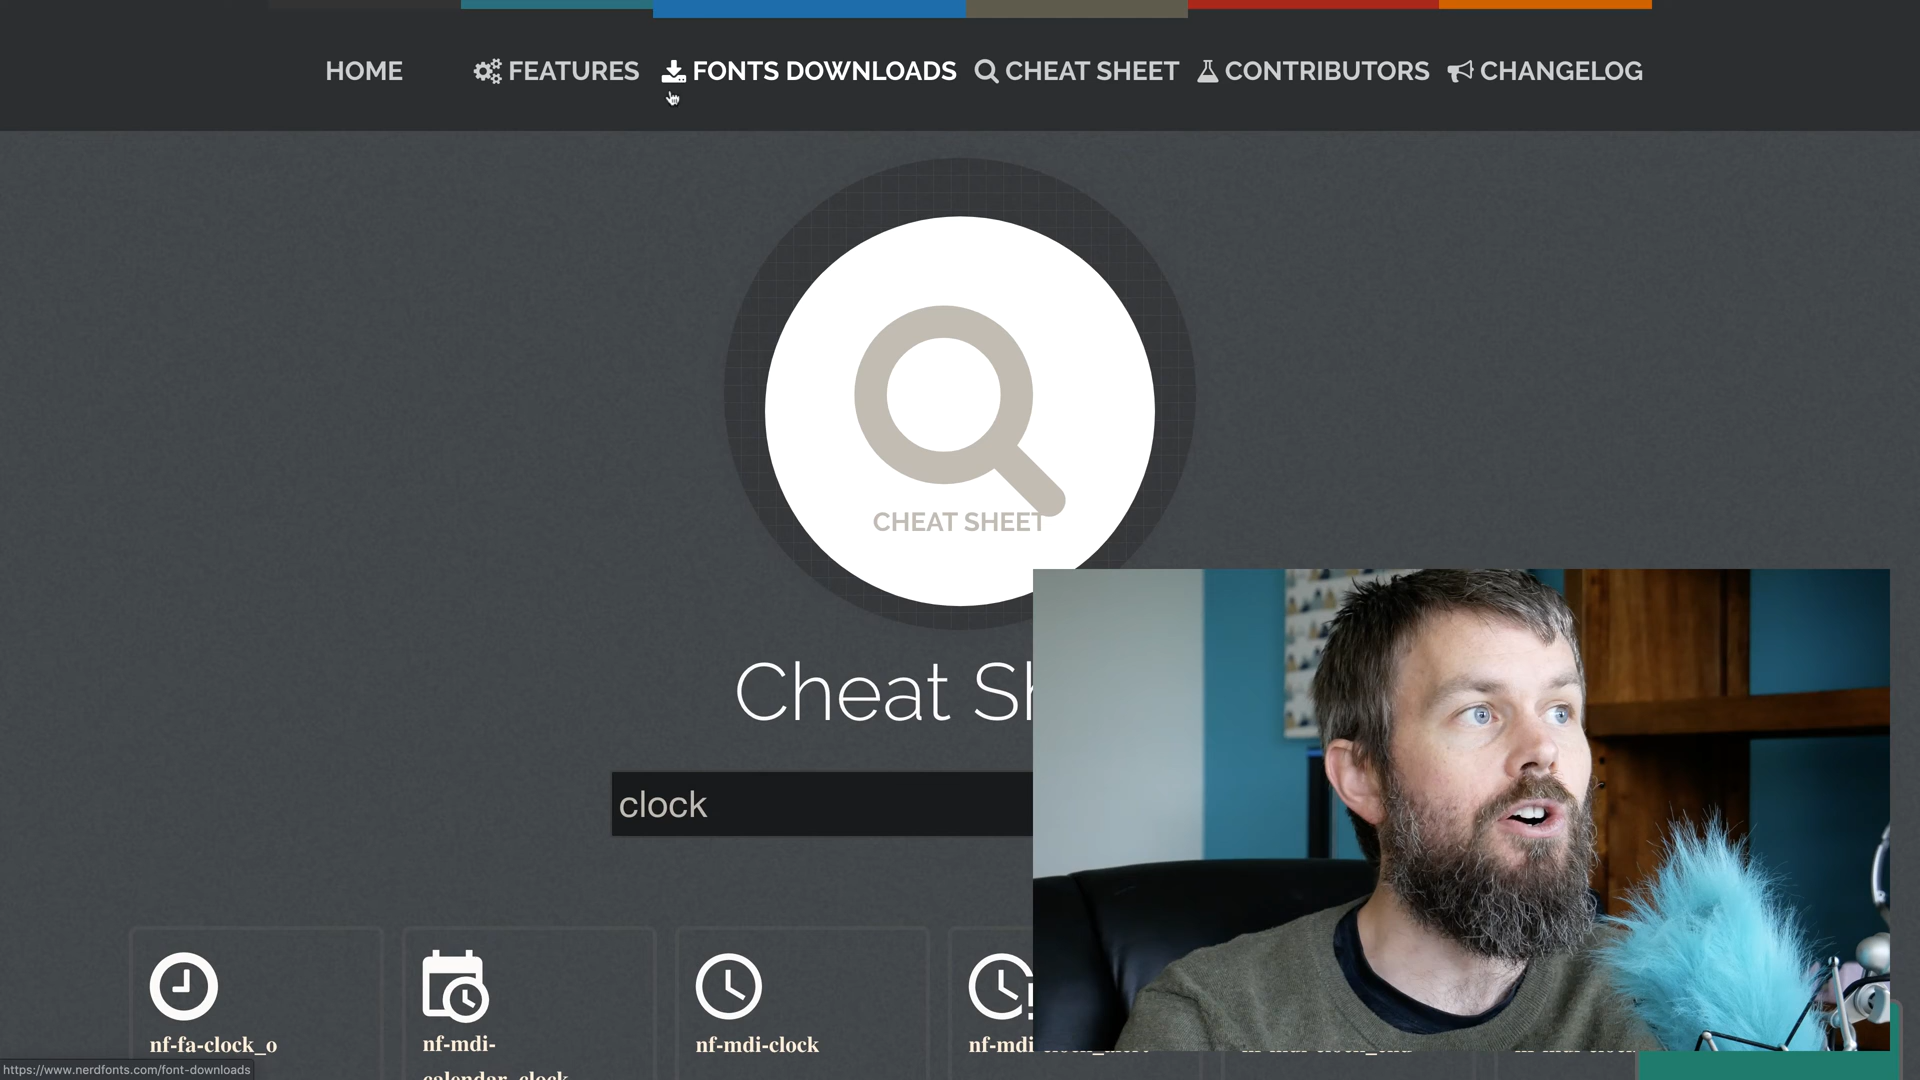 HOME
FEATURES
FONTS DOWNLOADS
CHEAT SHEET
CONTRIBUTORS
CHANGELOG
CHEAT SHEET
Cheat Sh
clock
nf-fa-clock_o
nf-mdi-
calendar_clock
nf-mdi-clock
nf-mdi
https://www.nerdfonts.com/font-downloads